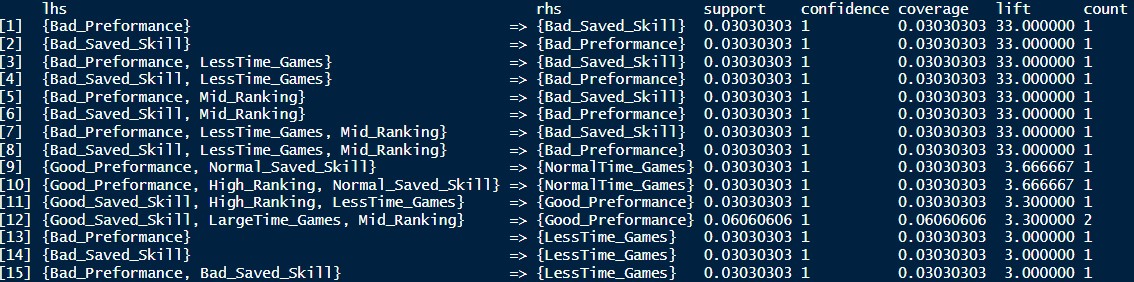 lhs rhs support confidence coverage lift count
[1] {Bad_Preformance} => {Bad_Saved_Skill} 0.03030303 1 0.03030303 33.000000 1
[2] {Bad_Saved_Skill} => {Bad_Preformance} 0.03030303 1 0.03030303 33.000000 1
[3] {Bad_Preformance, LessTime_Games} => {Bad_Saved_Skill} 0.03030303 1 0.03030303 33.000000 1
[4] {Bad_Saved_Skill, LessTime_Games} => {Bad_Preformance} 0.03030303 1 0.03030303 33.000000 1
[5] {Bad_Preformance, Mid_Ranking} => {Bad_Saved_Skill} 0.03030303 1 0.03030303 33.000000 1
[6] {Bad_Saved_Skill, Mid_Ranking} => {Bad_Preformance} 0.03030303 1 0.03030303 33.000000 1
[7] {Bad_Preformance, LessTime_Games, Mid_Ranking} => {Bad_Saved_Skill} 0.03030303 1 0.03030303 33.000000 1
[8] {Bad_Saved_Skill, LessTime_Games, Mid_Ranking} => {Bad_Preformance} 0.03030303 1 0.03030303 33.000000 1
[9] {Good_Preformance, Normal_Saved_Skill} => {NormalTime_Games} 0.03030303 1 0.03030303 3.666667 1
[10] {Good_Preformance, High_Ranking, Normal_Saved_Skill} => {NormalTime_Games} 0.03030303 1 0.03030303 3.666667 1
[11] {Good_Saved_Skill, High_Ranking, LessTime_Games} => {Good_Preformance} 0.03030303 1 0.03030303 3.300000 1
[12] {Good_Saved_Skill, LargeTime_Games, Mid_Ranking} => {Good_Preformance} 0.06060606 1 0.06060606 3.300000 2
[13] {Bad_Preformance} => {LessTime_Games} 0.03030303 1 0.03030303 3.000000 1
[14] {Bad_Saved_Skill} => {LessTime_Games} 0.03030303 1 0.03030303 3.000000 1
[15] {Bad_Preformance, Bad_Saved_Skill} => {LessTime_Games} 0.03030303 1 0.03030303 3.000000 1